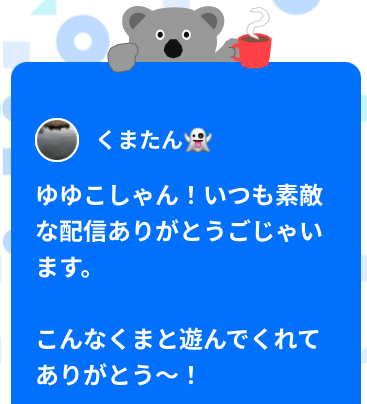 くまたん👻
ゆゆこしゃん！いつも素敵
な配信ありがとうごじゃい
ます。
こんなくまと遊んでくれて
ありがとう〜！